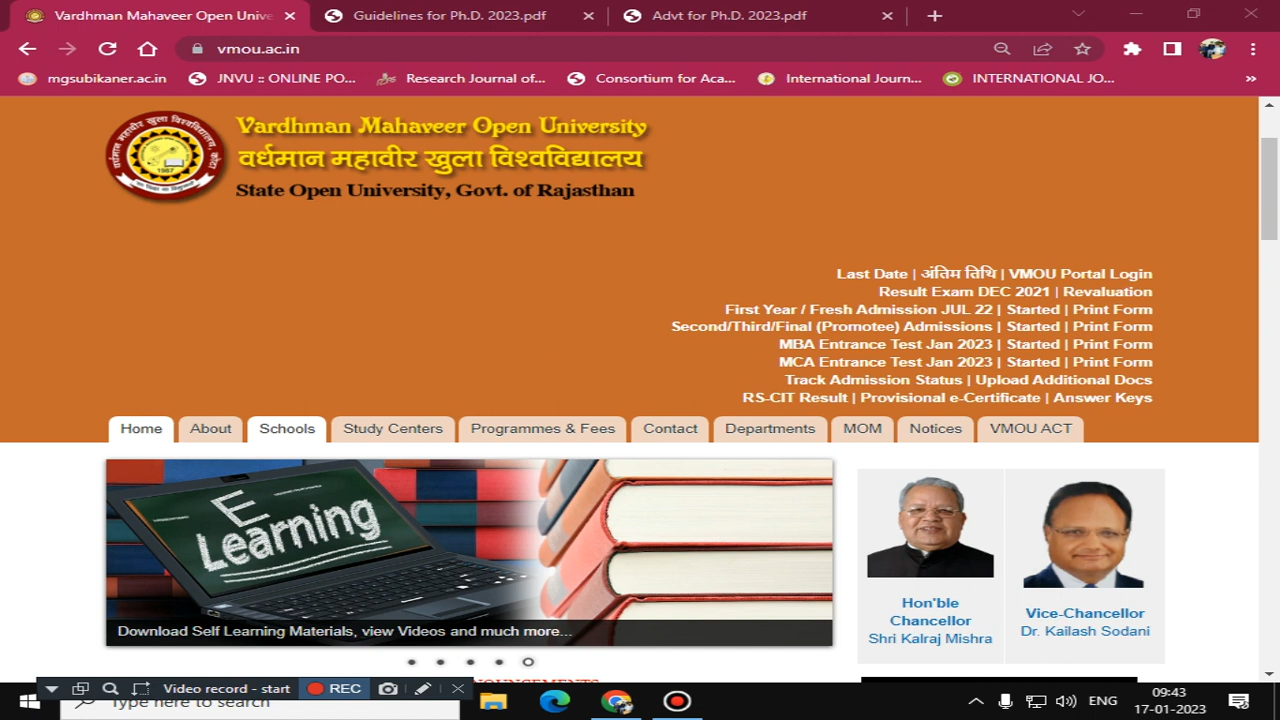 Vardhman Mahaveer Open Unive
Guidelines for Ph.D. 2023.pdf
Advt for Ph.D. 2023.pdf
vmou.ac.in
mgsubikaner.ac.in
JNVU :: ONLINE PO...
Research Journal of...
Consortium for Aca...
International Journ...
INTERNATIONAL JO...
Vardhman Mahaveer Open University
वर्धमान महावीर खुला विश्वविद्यालय
State Open University, Govt. of Rajasthan
1987
Last Date | अंतिम तिथि | VMOU Portal Login
Result Exam DEC 2021 | Revaluation
First Year / Fresh Admission JUL 22 | Started | Print Form
Second/Third/Final (Promotee) Admissions | Started | Print Form
MBA Entrance Test Jan 2023 | Started | Print Form
MCA Entrance Test Jan 2023 | Started | Print Form
Track Admission Status | Upload Additional Docs
RS-CIT Result | Provisional e-Certificate | Answer Keys
Home
About
Schools
Study Centers
Programmes & Fees
Contact
Departments
MOM
Notices
VMOU ACT
E
Learning
Download Self Learning Materials, view Videos and much more...
Hon'ble
Chancellor
Shri Kalraj Mishra
Vice-Chancellor
Dr. Kailash Sodani
Video record - start
REC
Type here to search
ENG
09:43
17-01-2023